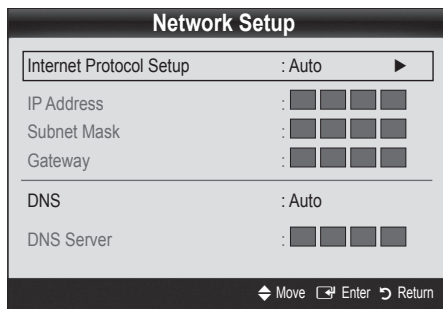 Network Setup
Internet Protocol Setup : Auto ▶
IP Address :
Subnet Mask :
Gateway :
DNS : Auto
DNS Server :
Move Enter Return